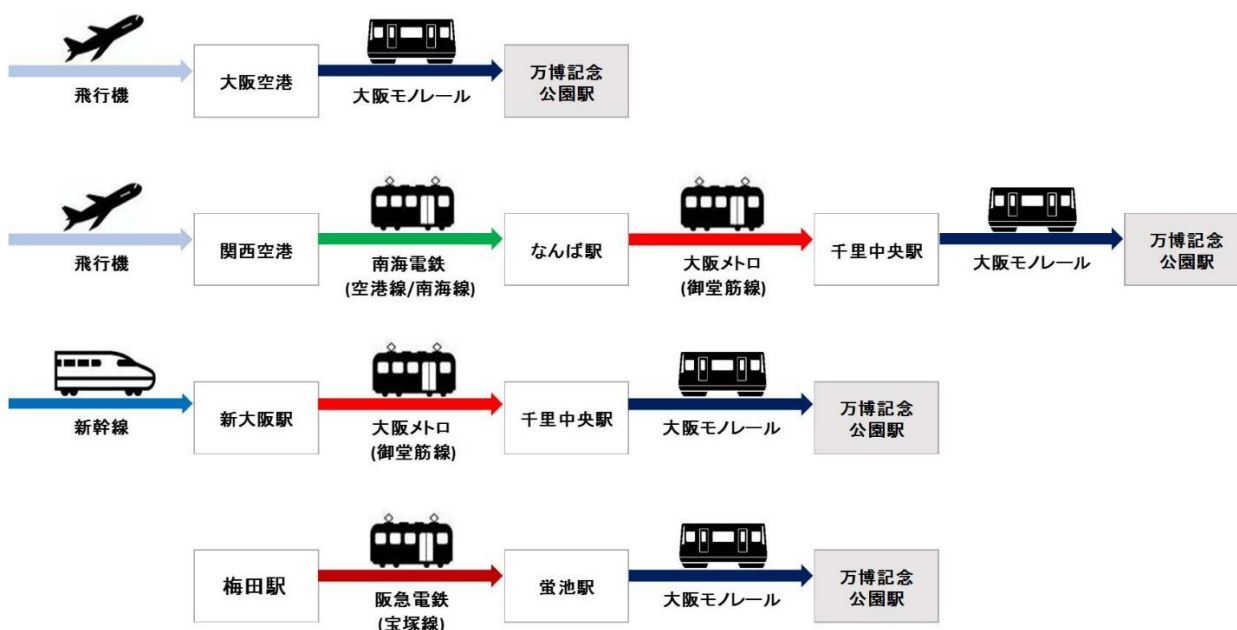 飛行機
大阪空港
大阪モノレール
万博記念
公園駅
飛行機
関西空港
南海電鉄
(空港線/南海線)
なんば駅
大阪メトロ
(御堂筋線)
千里中央駅
大阪モノレール
万博記念
公園駅
新幹線
新大阪駅
大阪メトロ
(御堂筋線)
千里中央駅
大阪モノレール
万博記念
公園駅
梅田駅
阪急電鉄
(宝塚線)
蛍池駅
大阪モノレール
万博記念
公園駅